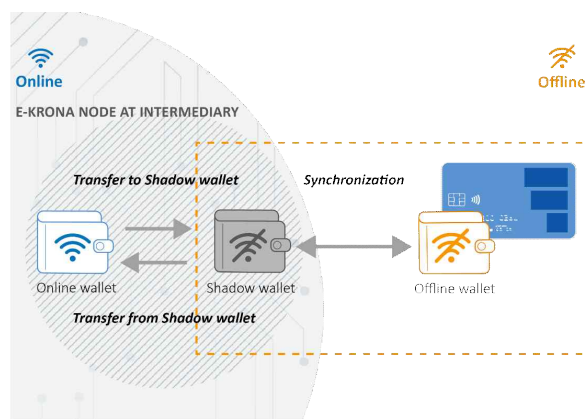 Online
Offline
E-KRONA NODE AT INTERMEDIARY
Transfer to Shadow wallet
Synchronization
Online wallet
Shadow wallet
Offline wallet
Transfer from Shadow wallet